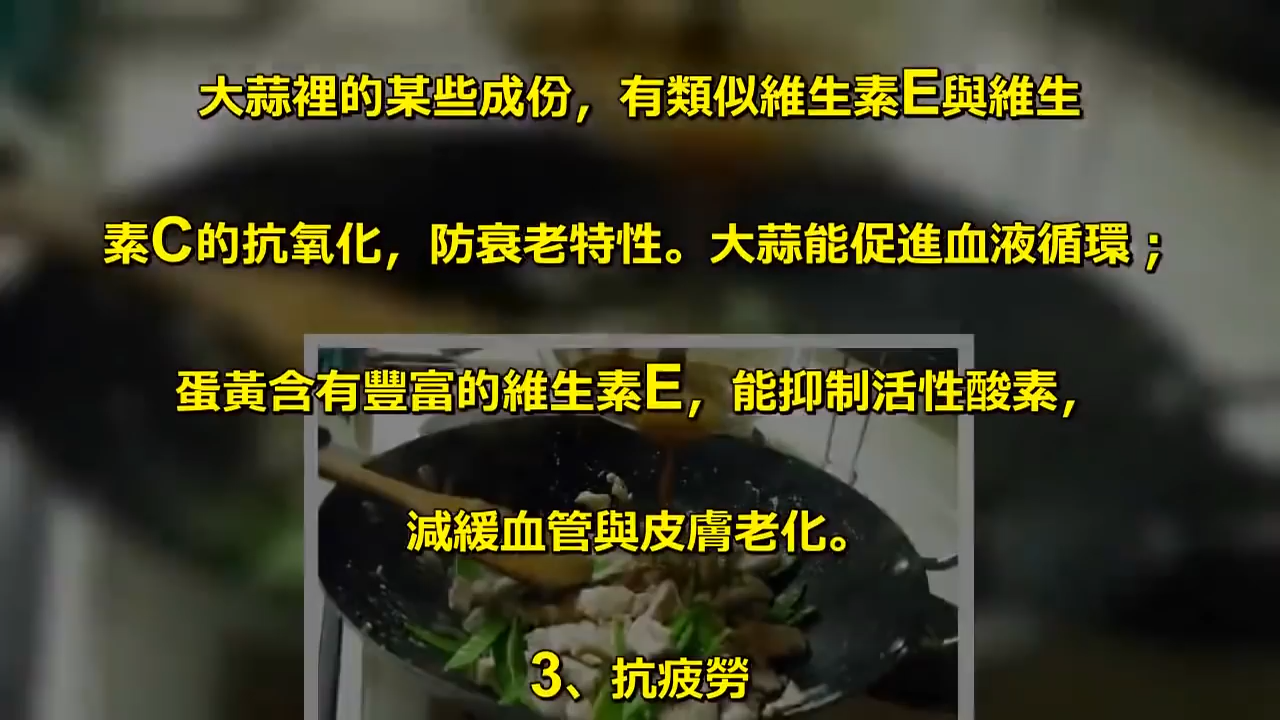 大蒜裡的某些成份，有類似維生素E與維生
素C的抗氧化，防衰老特性。大蒜能促進血液循環；
蛋黃含有豐富的維生素E，能抑制活性酸素，
減緩血管與皮膚老化。
3、抗疲勞